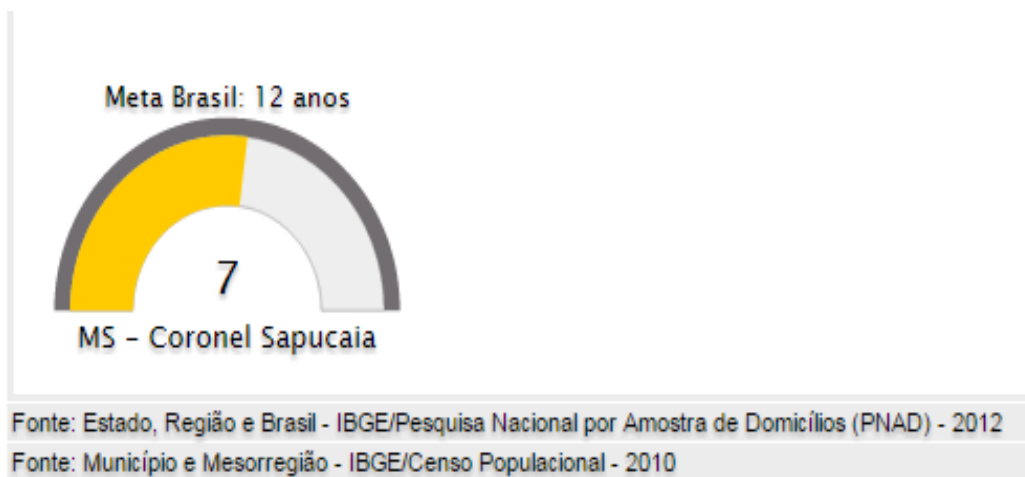 Meta Brasil: 12 anos
7
MS – Coronel Sapucaia
Fonte: Estado, Região e Brasil - IBGE/Pesquisa Nacional por Amostra de Domicílios (PNAD) - 2012
Fonte: Município e Mesorregião - IBGE/Censo Populacional - 2010